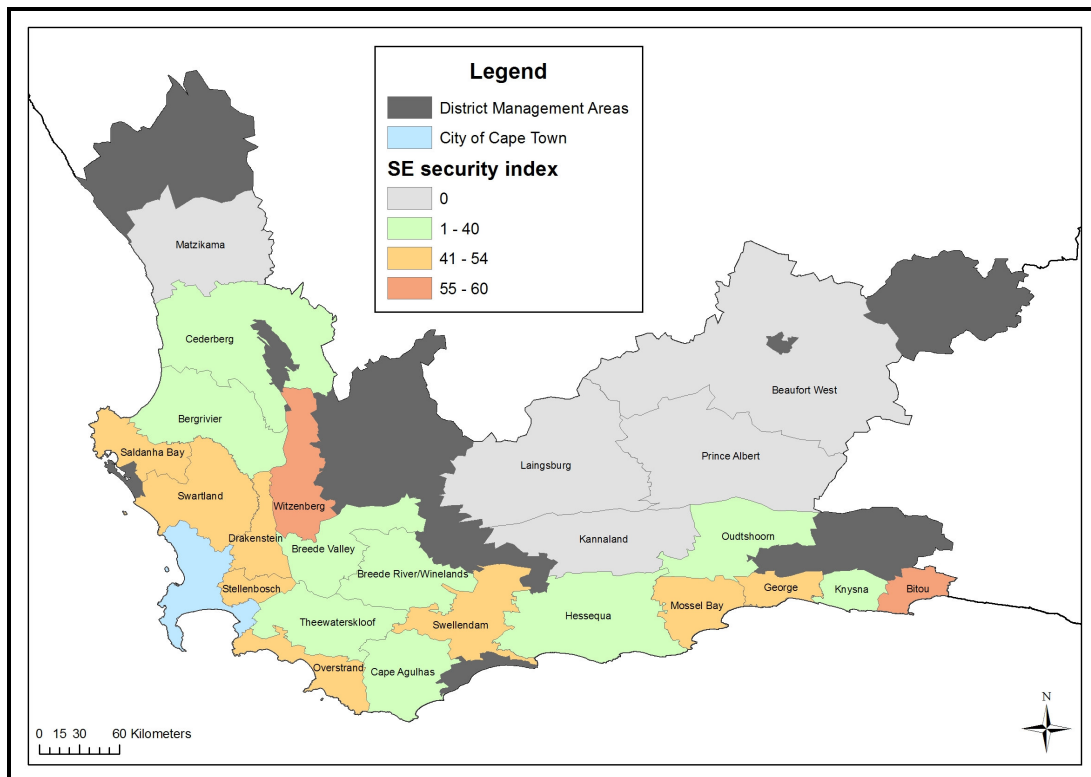 Legend
District Management Areas
City of Cape Town
SE security index
0
1 - 40
41 - 54
55 - 60
Matzikama
Cederberg
Beaufort West
Bergrivier
Saldanha Bay
Prince Albert
Laingsburg
Swartland
Witzenberg
Drakenstein
Kannaland
Oudtshoorn
Breede Valley
Breede River/Winelands
Stellenbosch
George
Knysna
Bitou
Mossel Bay
Hessequa
Theewaterskloof
Swellendam
Overstrand
Cape Agulhas
N
0 15 30 60 Kilometers